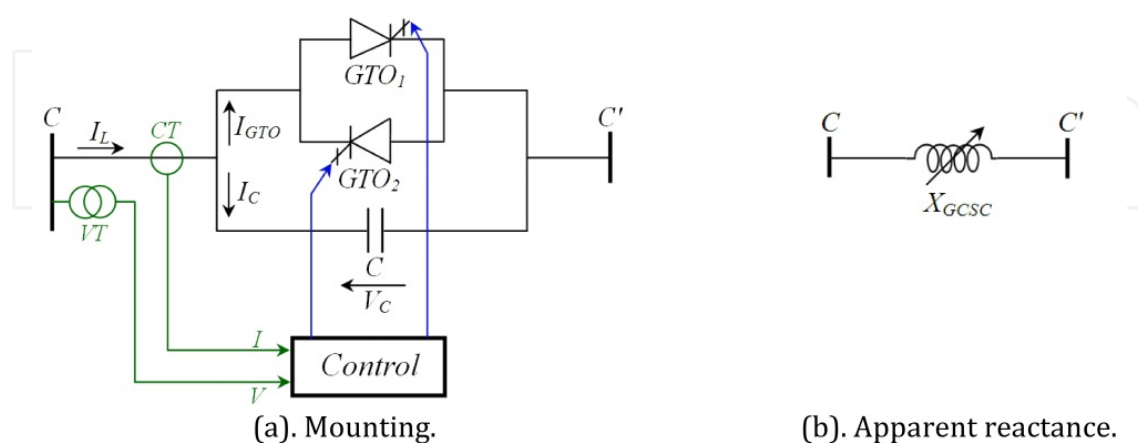 GTO1
C
I_L
CT
I_GTO
C'
I_C
GTO2
VT
C
V_C
I
Control
V
(a). Mounting.
C
C'
X_GCSC
(b). Apparent reactance.